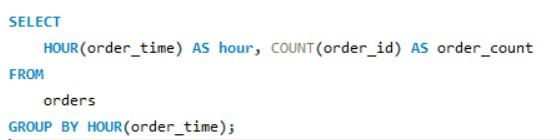 SELECT
HOUR(order_time) AS hour, COUNT(order_id) AS order_count
FROM
orders
GROUP BY HOUR(order_time);